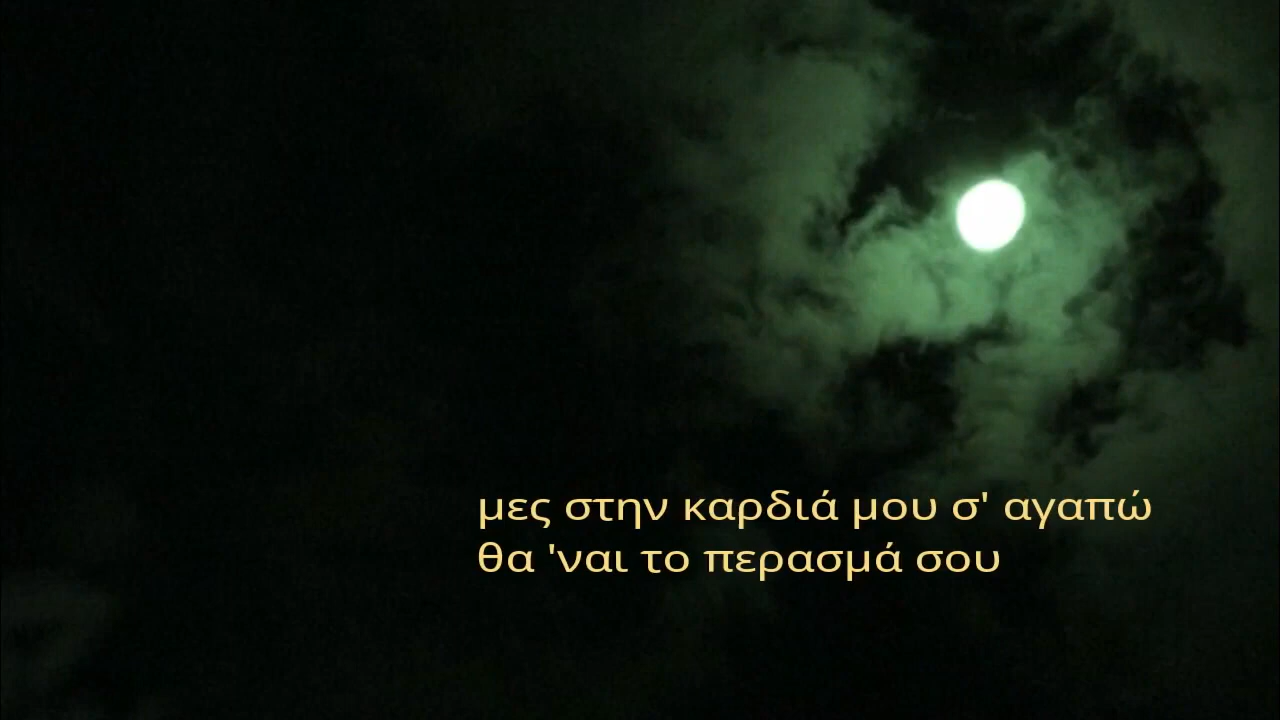 μες στην καρδιά μου σ' αγαπώ
θα 'ναι το περασμά σου